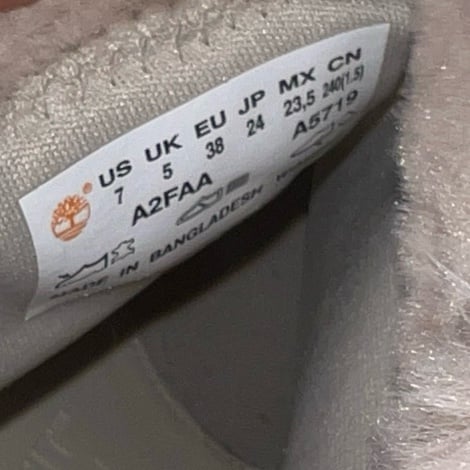 US UK EU JP MX CN
7 5 38 24 23,5 240(1.5)
A2FAA A5719
MADE IN BANGLADESH